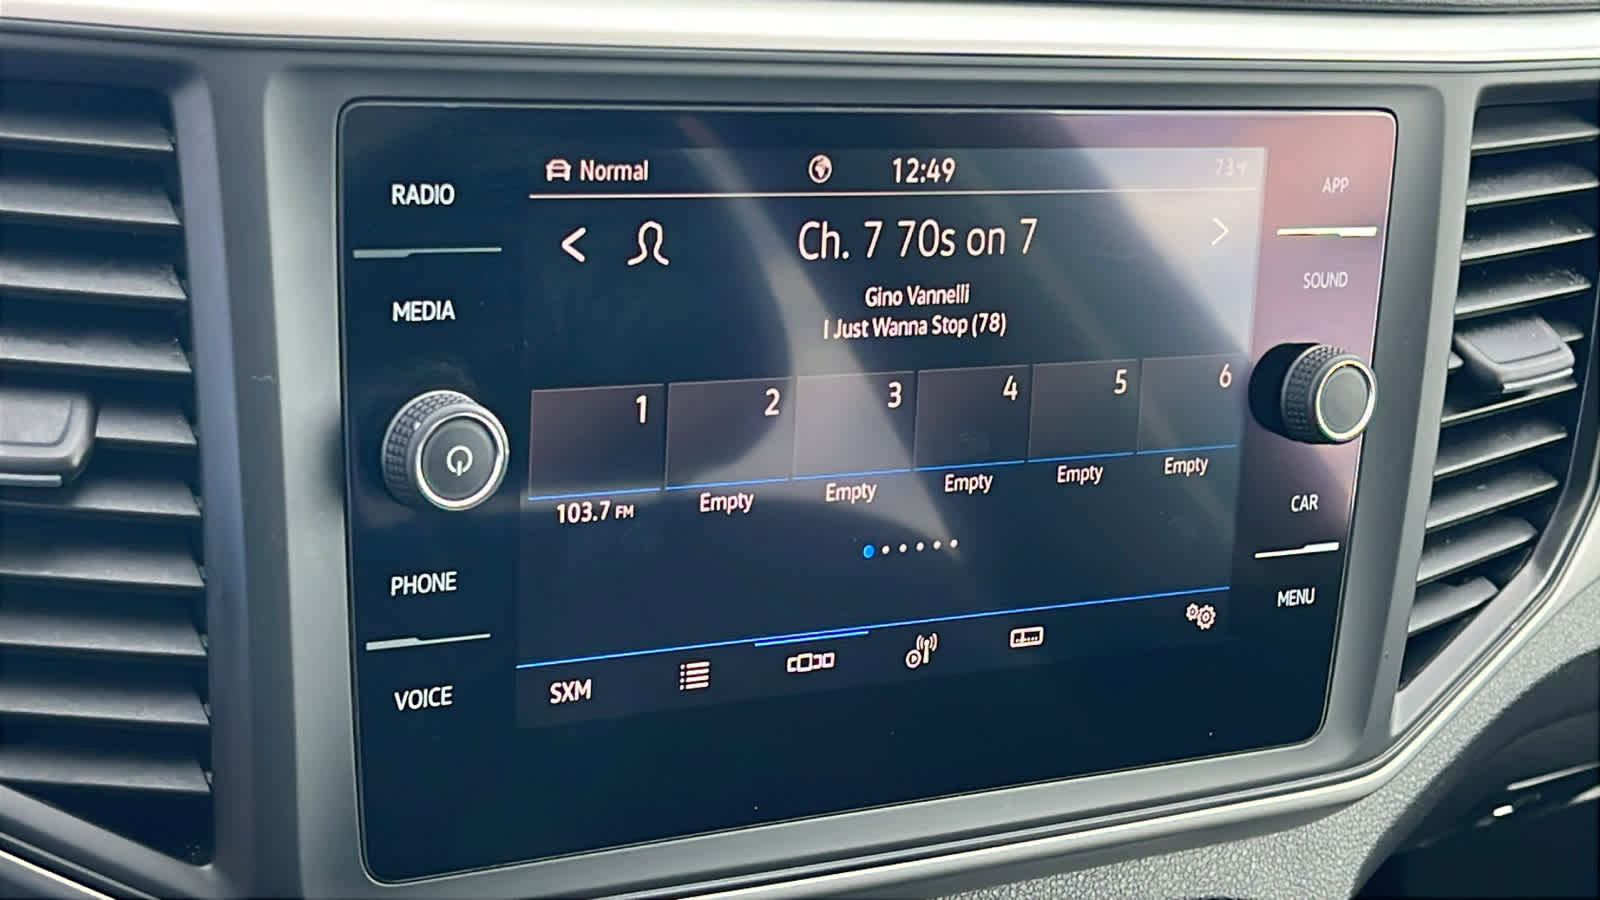 RADIO
MEDIA
PHONE
VOICE
Normal
12:49
73°F
Ch. 7 70s on 7
Gino Vannelli
I Just Wanna Stop (78)
1 2 3 4 5 6
103.7 FM Empty Empty Empty Empty Empty
SXM
APP
SOUND
CAR
MENU